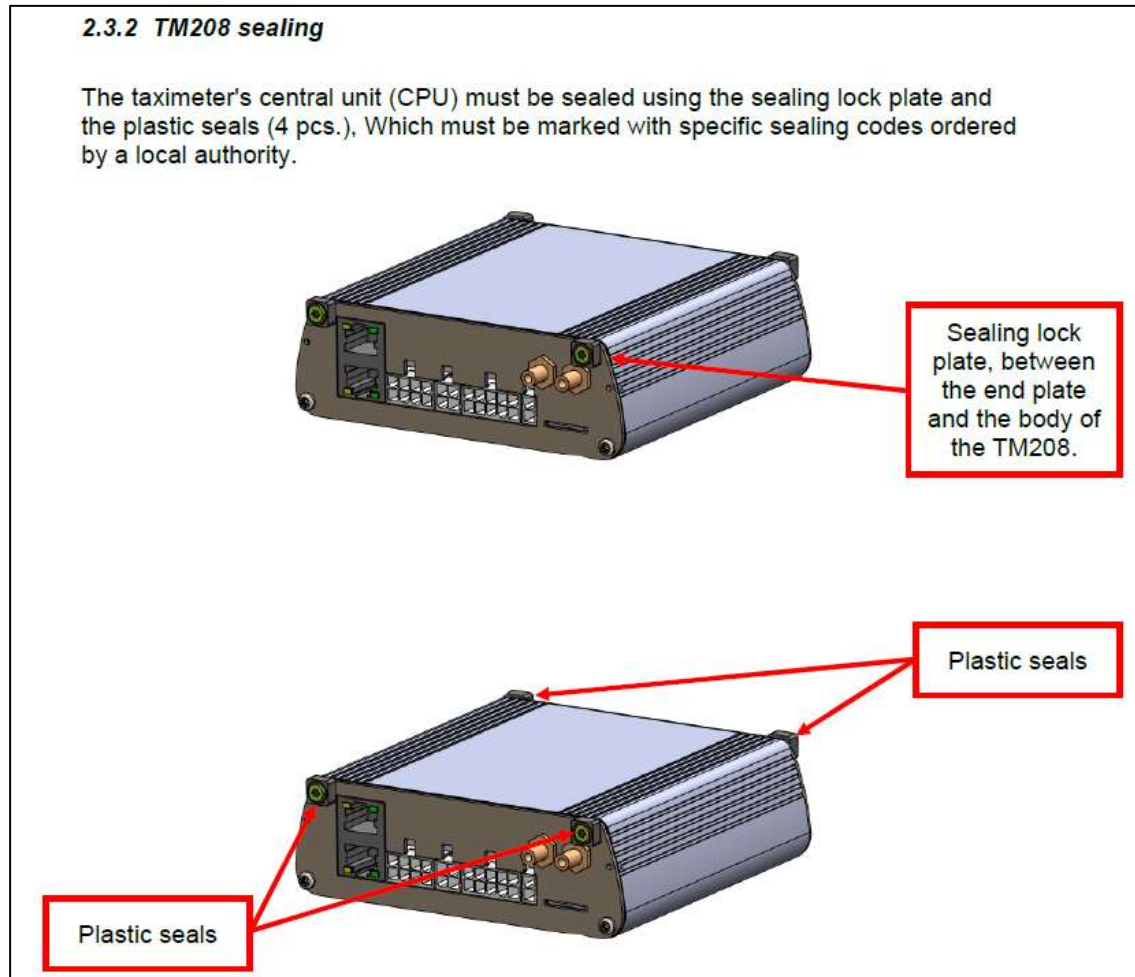 2.3.2 TM208 sealing
The taximeter's central unit (CPU) must be sealed using the sealing lock plate and
the plastic seals (4 pcs.), Which must be marked with specific sealing codes ordered
by a local authority.
Sealing lock
plate, between
the end plate
and the body of
the TM208.
Plastic seals
Plastic seals